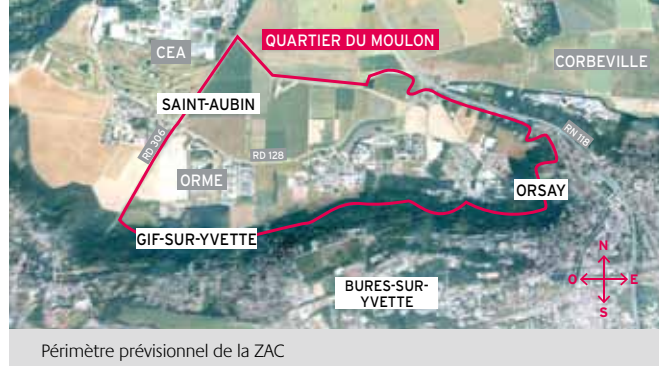 CEA
QUARTIER DU MOULON
CORBEVILLE
SAINT-AUBIN
RD 306
RD 128
RN 118
ORME
ORSAY
GIF-SUR-YVETTE
BURES-SUR-
YVETTE
N
O
E
S
Périmètre prévisionnel de la ZAC